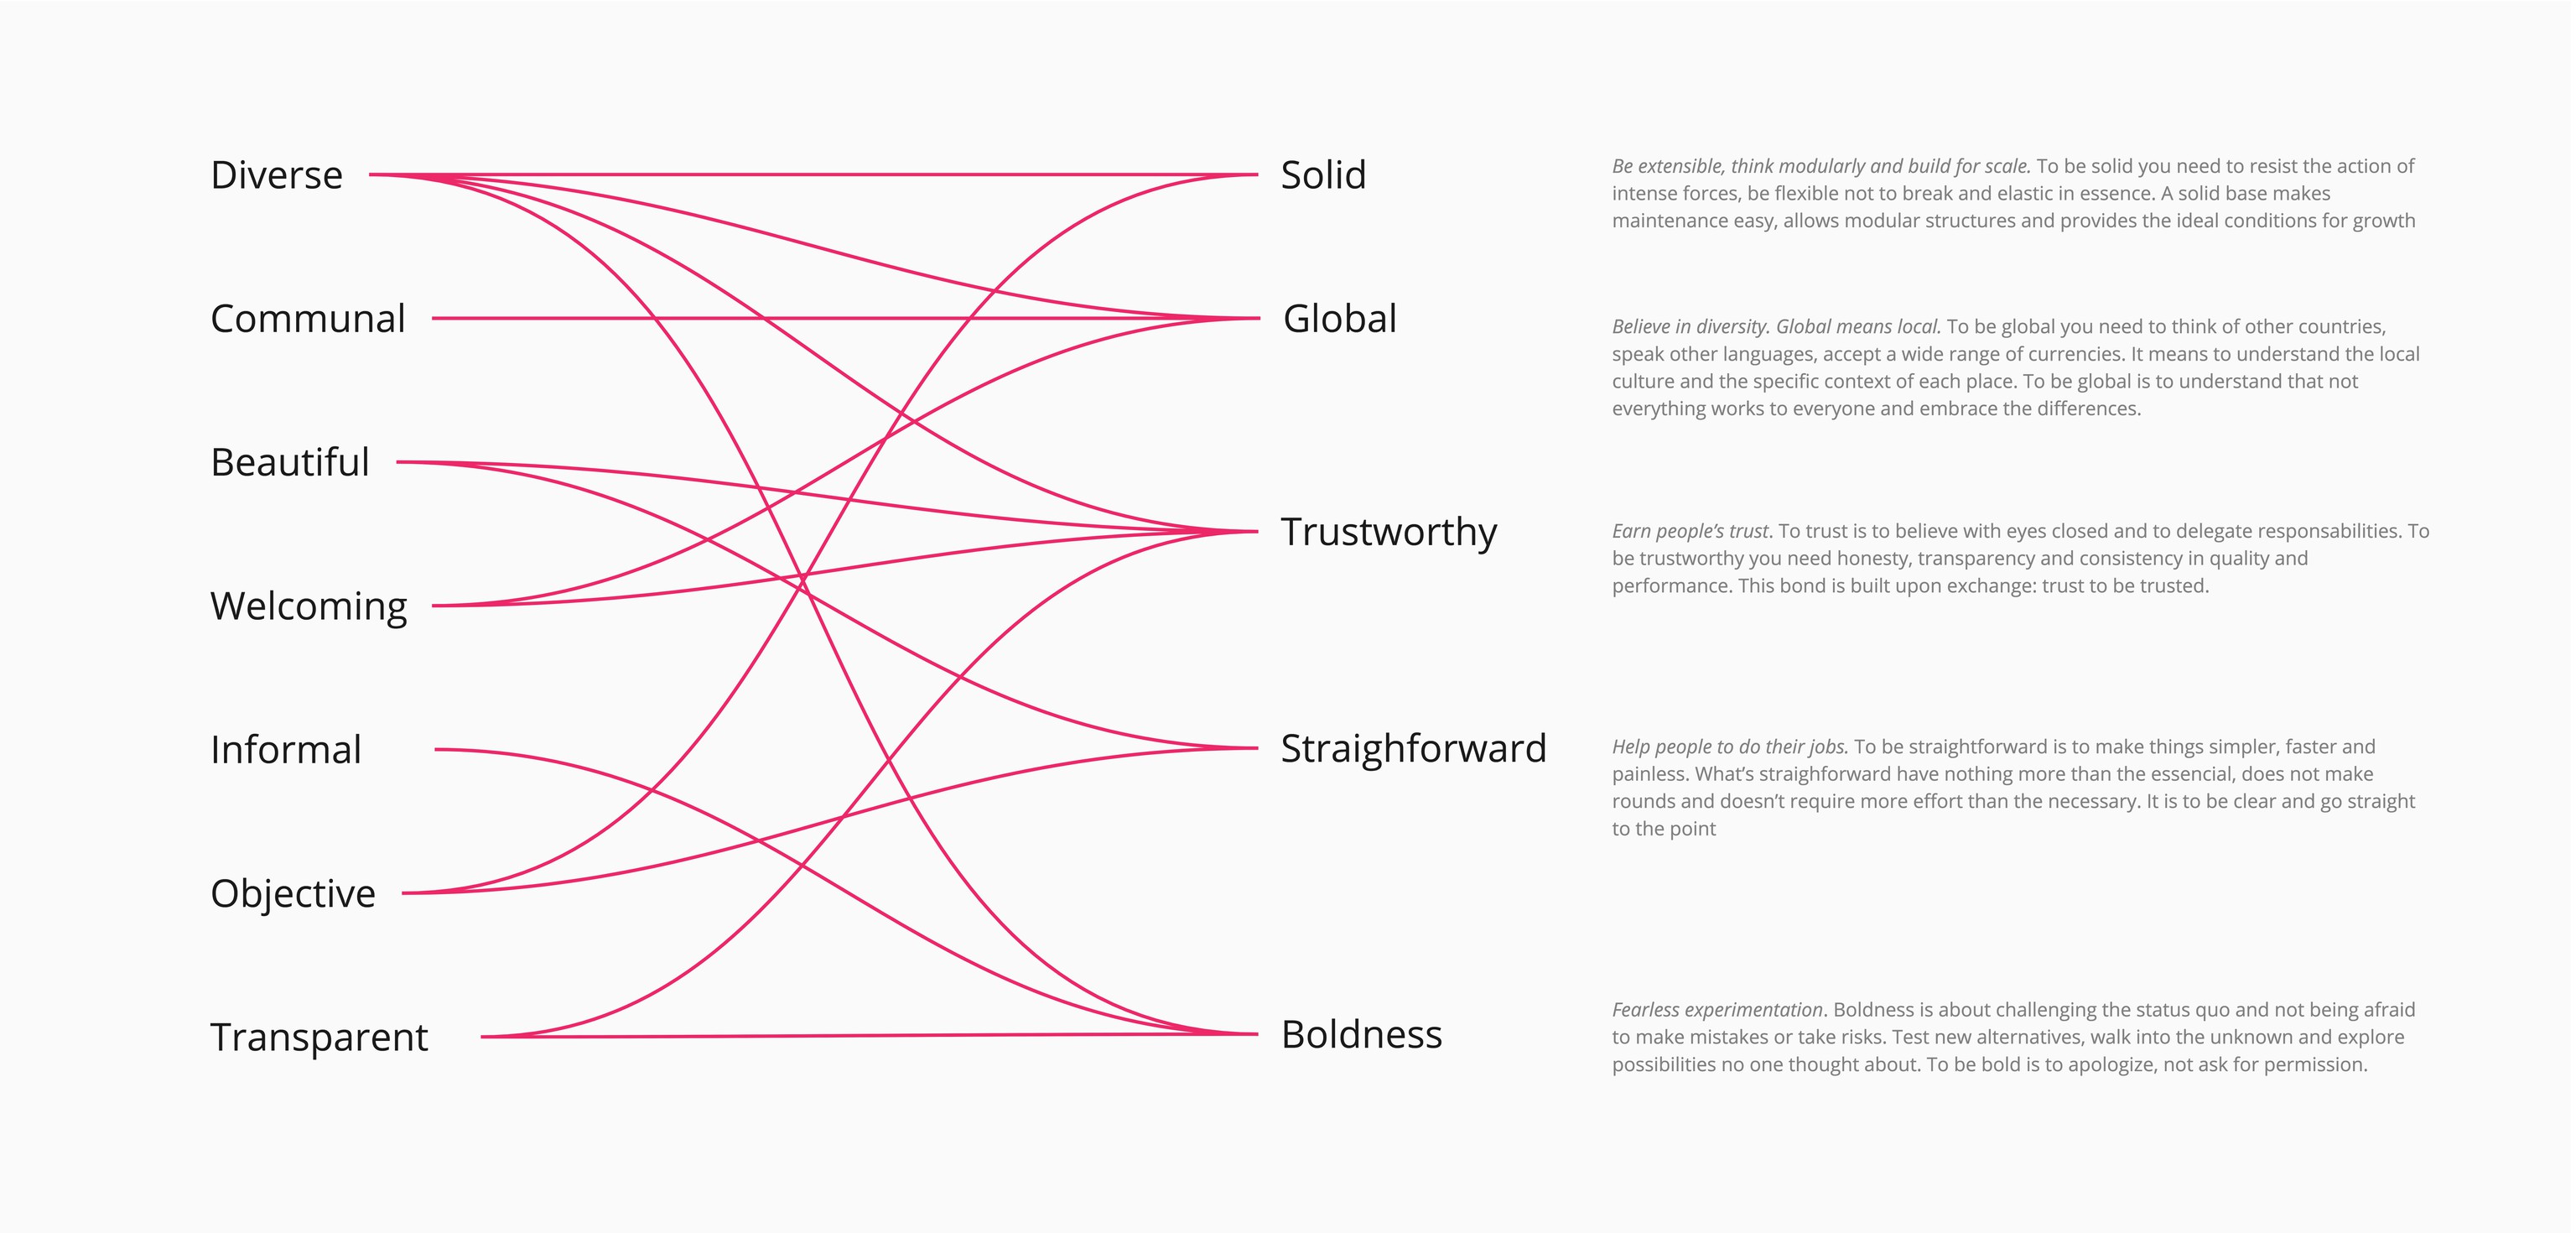 Diverse
Communal
Beautiful
Welcoming
Informal
Objective
Transparent
Solid
Be extensible, think modularly and build for scale. To be solid you need to resist the action of
intense forces, be flexible not to break and elastic in essence. A solid base makes
maintenance easy, allows modular structures and provides the ideal conditions for growth
Global
Believe in diversity. Global means local. To be global you need to think of other countries,
speak other languages, accept a wide range of currencies. It means to understand the local
culture and the specific context of each place. To be global is to understand that not
everything works to everyone and embrace the differences.
Trustworthy
Earn people’s trust. To trust is to believe with eyes closed and to delegate responsabilities. To
be trustworthy you need honesty, transparency and consistency in quality and
performance. This bond is built upon exchange: trust to be trusted.
Straighforward
Help people to do their jobs. To be straightforward is to make things simpler, faster and
painless. What’s straighforward have nothing more than the essencial, does not make
rounds and doesn’t require more effort than the necessary. It is to be clear and go straight
to the point
Boldness
Fearless experimentation. Boldness is about challenging the status quo and not being afraid
to make mistakes or take risks. Test new alternatives, walk into the unknown and explore
possibilities no one thought about. To be bold is to apologize, not ask for permission.